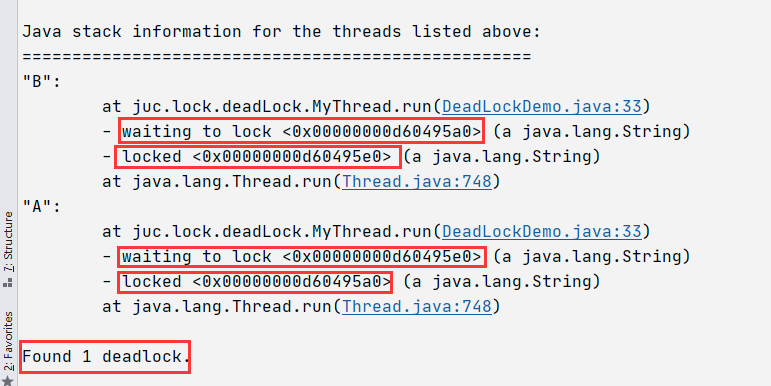 Java stack information for the threads listed above:
===================================================
"B":
        at juc.lock.deadLock.MyThread.run(DeadLockDemo.java:33)
        - waiting to lock <0x00000000d60495a0> (a java.lang.String)
        - locked <0x00000000d60495e0> (a java.lang.String)
        at java.lang.Thread.run(Thread.java:748)
"A":
        at juc.lock.deadLock.MyThread.run(DeadLockDemo.java:33)
        - waiting to lock <0x00000000d60495e0> (a java.lang.String)
        - locked <0x00000000d60495a0> (a java.lang.String)
        at java.lang.Thread.run(Thread.java:748)
Found 1 deadlock.
7: Structure
2: Favorites